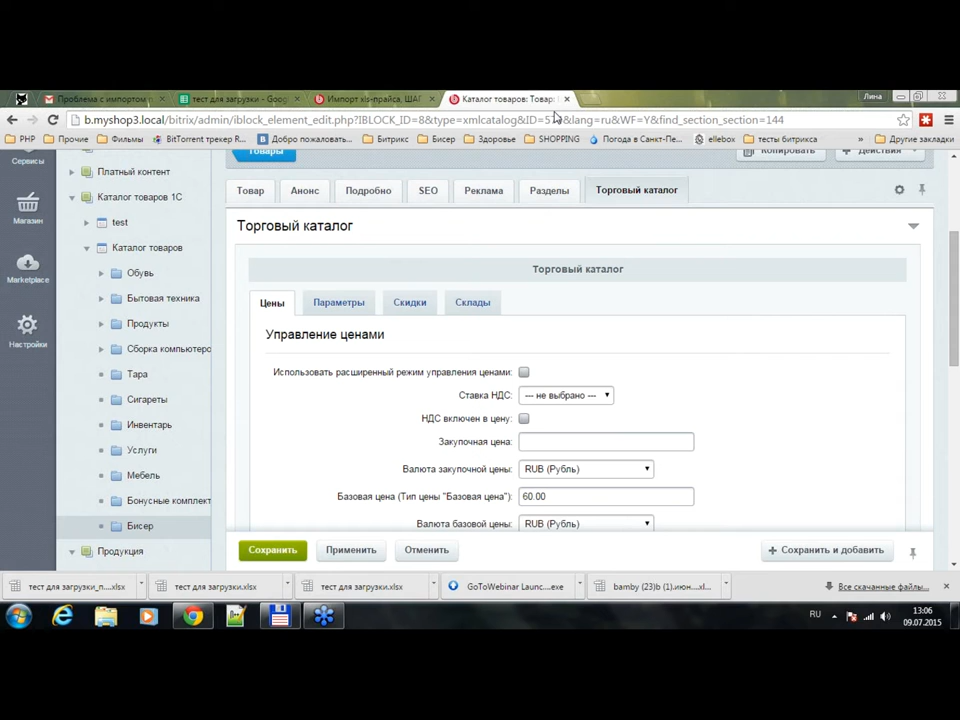 Проблема с импортом п
тест для загрузки - Goog
Импорт xls-прайса, ШАГ
Каталог товаров: Товар:
Лина
b.myshop3.local/bitrix/admin/iblock_element_edit.php?IBLOCK_ID=8&type=xmlcatalog&lang=ru&WF=Y&find_section_section=144
PHP
Прочие
BitTorrent трекер R...
Добро пожаловать...
Битрикс
Бисер
Здоровье
SHOPPING
Погода в Санкт-Пе...
ellebox
тесты битрикса
»
Другие закладки
Сервисы
Магазин
Marketplace
Настройки
Платный контент
Каталог товаров 1С
test
Каталог товаров
Обувь
Бытовая техника
Продукты
Сборка компьютеро
Тара
Сигареты
Инвентарь
Услуги
Мебель
Бонусные комплект
Бисер
Продукция
Товары
Копировать
Действия
Товар
Анонс
Подробно
SEO
Реклама
Разделы
Торговый каталог
Торговый каталог
Торговый каталог
Цены
Параметры
Скидки
Склады
Управление ценами
Использовать расширенный режим управления ценами:
Ставка НДС: --- не выбрано ---
НДС включен в цену:
Закупочная цена:
Валюта закупочной цены: RUB (Рубль)
Базовая цена (Тип цены "Базовая цена"): 60.00
Валюта базовой цены: RUB (Рубль)
Сохранить
Применить
Отменить
+ Сохранить и добавить
тест для загрузки_п....xlsx
тест для загрузки.xlsx
тест для загрузки.xlsx
GoToWebinar Launc....exe
bamby (23)b (1).июн....xl...
Все скачанные файлы...
RU
13:06
09.07.2015